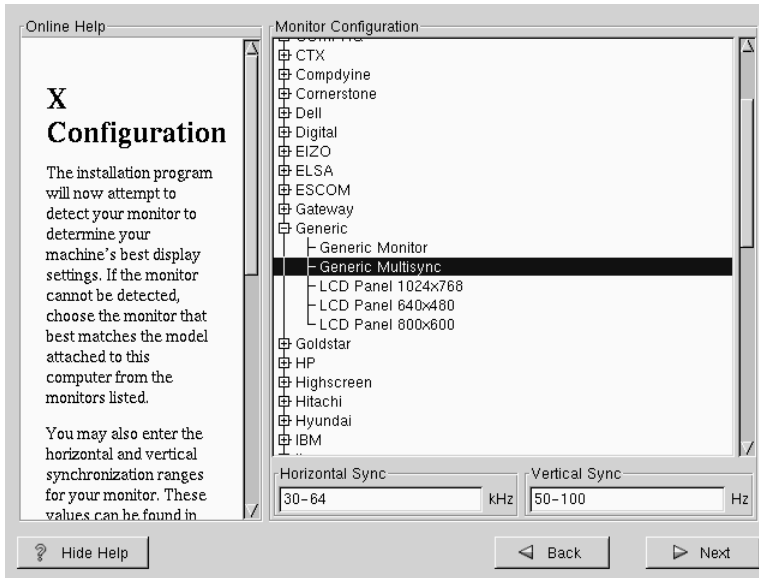 Online Help
X
Configuration
The installation program
will now attempt to
detect your monitor to
determine your
machine's best display
settings. If the monitor
cannot be detected,
choose the monitor that
best matches the model
attached to this
computer from the
monitors listed.
You may also enter the
horizontal and vertical
synchronization ranges
for your monitor. These
values can be found in
Monitor Configuration
CTX
Compdyine
Cornerstone
Dell
Digital
EIZO
ELSA
ESCOM
Gateway
Generic
Generic Monitor
Generic Multisync
LCD Panel 1024x768
LCD Panel 640x480
LCD Panel 800x600
Goldstar
HP
Highscreen
Hitachi
Hyundai
IBM
Horizontal Sync
30-64 kHz
Vertical Sync
50-100 Hz
Hide Help
Back
Next